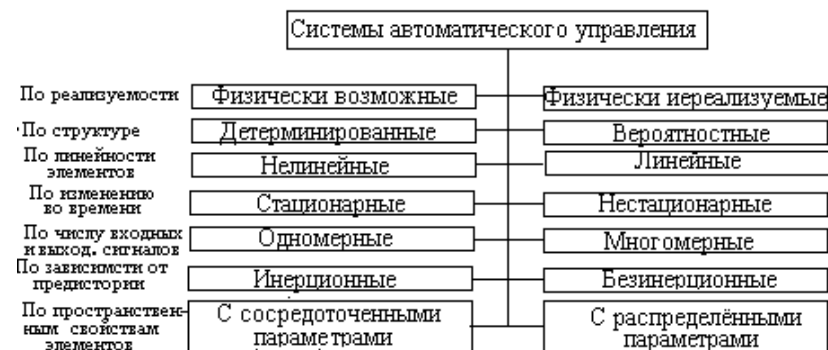 Системы автоматического управления
По реализуемости Физически возможные Физически иереализуемые
По структуре Детерминированные Вероятностные
По линейности
элементов Нелинейные Линейные
По изменению
во времени Стационарные Нестационарные
По числу входных
и выход. сигналов Одномерные Многомерные
По зависимсти от
предистории Инерционные Безинерционные
По пространствен-
ным свойствам
элементов
С сосредоточенными
параметрами
С распределёнными
параметрами